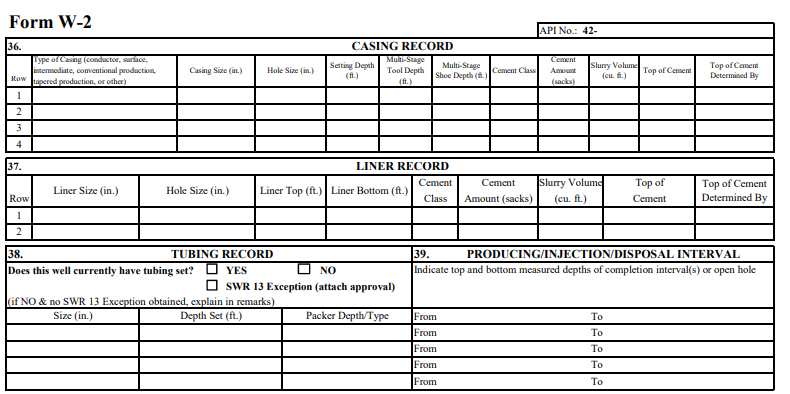 Form W-2
API No.: 42-
36. CASING RECORD
Row
Type of Casing (conductor, surface,
intermediate, conventional production,
tapered production, or other)
Casing Size (in.)
Hole Size (in.)
Setting Depth
(ft.)
Multi-Stage
Tool Depth
(ft.)
Multi-Stage
Shoe Depth (ft.)
Cement Class
Cement
Amount
(sacks)
Slurry Volume
(cu. ft.)
Top of Cement
Top of Cement
Determined By
1
2
3
4
37. LINER RECORD
Row
Liner Size (in.)
Hole Size (in.)
Liner Top (ft.)
Liner Bottom (ft.)
Cement
Class
Cement
Amount (sacks)
Slurry Volume
(cu. ft.)
Top of
Cement
Top of Cement
Determined By
1
2
38. TUBING RECORD
Does this well currently have tubing set? YES NO
SWR 13 Exception (attach approval)
(if NO & no SWR 13 Exception obtained, explain in remarks)
Size (in.) Depth Set (ft.) Packer Depth/Type
39. PRODUCING/INJECTION/DISPOSAL INTERVAL
Indicate top and bottom measured depths of completion interval(s) or open hole
From To
From To
From To
From To
From To